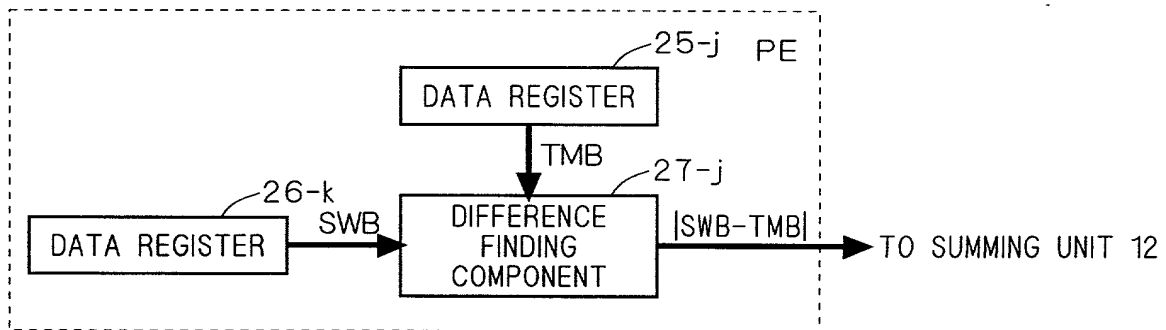 25-j
PE
DATA REGISTER
TMB
27-j
26-k
SWB
DATA REGISTER
DIFFERENCE
FINDING
COMPONENT
|SWB-TMB|
TO SUMMING UNIT 12